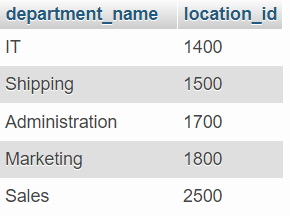 department_name location_id
IT 1400
Shipping 1500
Administration 1700
Marketing 1800
Sales 2500